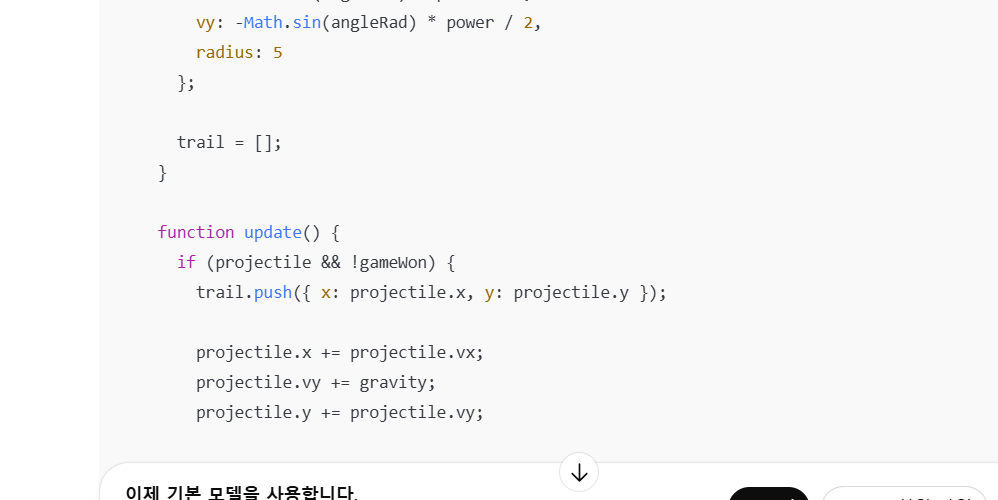 vy: -Math.sin(angleRad) * power / 2,
radius: 5
};
trail = [];
}
function update() {
if (projectile && !gameWon) {
trail.push({ x: projectile.x, y: projectile.y });
projectile.x += projectile.vx;
projectile.vy += gravity;
projectile.y += projectile.vy;
이제 기본 모델을 사용합니다.